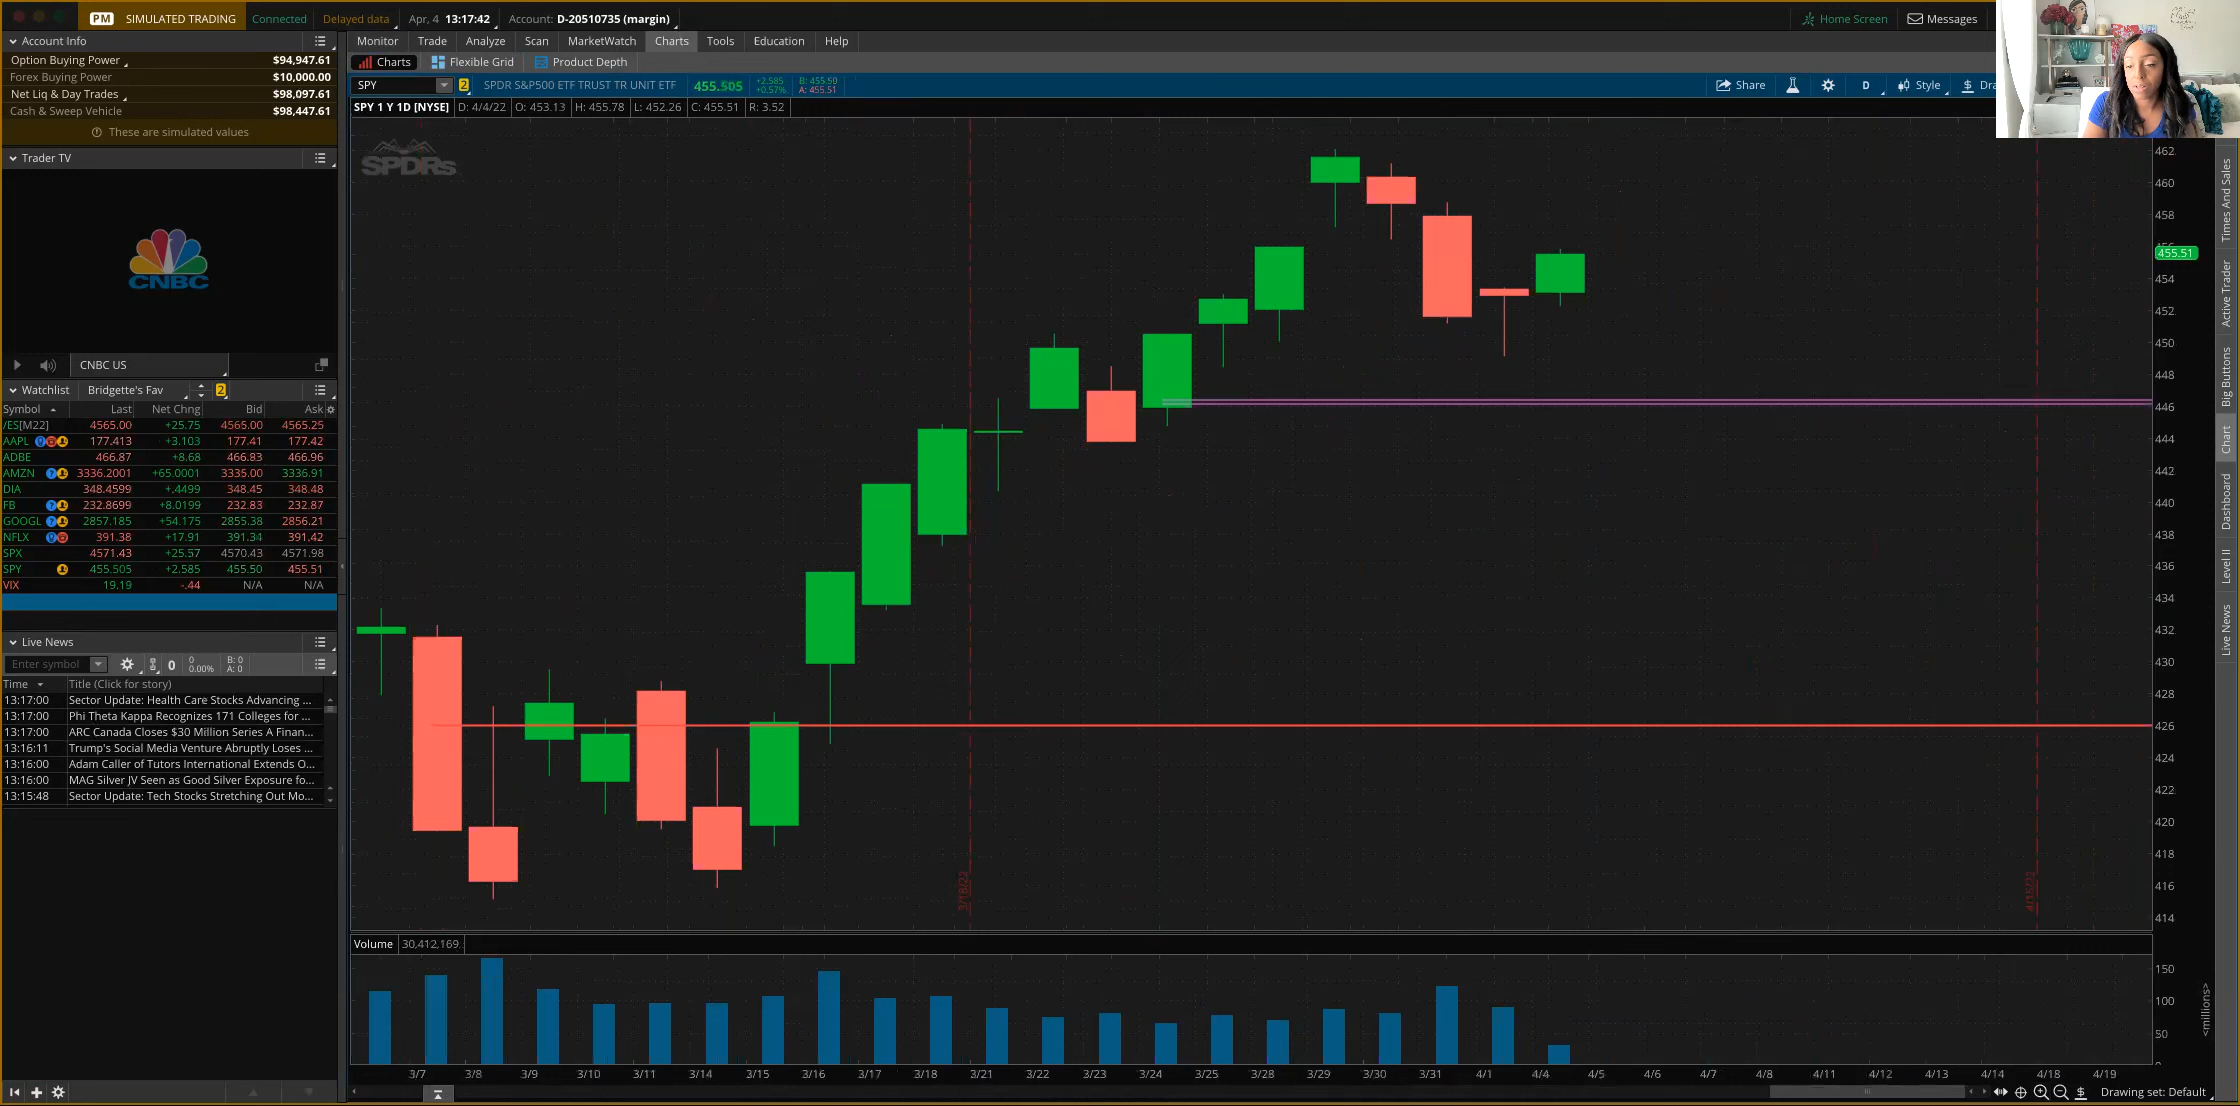 PM SIMULATED TRADING Connected Delayed data Apr, 4 13:17:42 Account: D-20510735 (margin) Home Screen Messages
Account Info
Option Buying Power $94,947.61
Forex Buying Power $10,000.00
Net Liq & Day Trades $98,097.61
Cash & Sweep Vehicle $98,447.61
These are simulated values
Trader TV
CNBC
CNBC US
Watchlist Bridgette's Fav 2
Symbol Last Net Chng Bid Ask
/ES[M22] 4565.00 +25.75 4565.00 4565.25
AAPL 177.413 +3.103 177.41 177.42
ADBE 466.87 +8.68 466.83 466.96
AMZN 3336.2001 +65.0001 3335.00 3336.91
DIA 348.4599 +.4499 348.45 348.48
FB 232.8699 +8.0199 232.83 232.87
GOOGL 2857.185 +54.175 2855.38 2856.21
NFLX 391.38 +17.91 391.34 391.42
SPX 4571.43 +25.57 4570.43 4571.98
SPY 455.505 +2.585 455.50 455.51
VIX 19.19 -.44 N/A N/A
Live News
Enter symbol 0 0 0.00% B: 0 A: 0
Time Title (Click for story)
13:17:00 Sector Update: Health Care Stocks Advancing ...
13:17:00 Phi Theta Kappa Recognizes 171 Colleges for ...
13:17:00 ARC Canada Closes $30 Million Series A Finan...
13:16:11 Trump's Social Media Venture Abruptly Loses ...
13:16:00 Adam Caller of Tutors International Extends O...
13:16:00 MAG Silver JV Seen as Good Silver Exposure fo...
13:15:48 Sector Update: Tech Stocks Stretching Out Mo...
Monitor Trade Analyze Scan MarketWatch Charts Tools Education Help
Charts Flexible Grid Product Depth
SPY 2 SPDR S&P500 ETF TRUST TR UNIT ETF 455.505 +2.585 +0.57% B: 455.50 A: 455.51 Share D Style Dra
SPY 1 Y 1D [NYSE] D: 4/4/22 O: 453.13 H: 455.78 L: 452.26 C: 455.51 R: 3.52
SPDRs
462
460
458
455.51
454
452
450
448
446
444
442
440
438
436
434
432
430
428
426
424
422
420
418
416
414
3/18/22
4/15/22
Volume 30,412,169
150
100
50
<millions>
3/7 3/8 3/9 3/10 3/11 3/14 3/15 3/16 3/17 3/18 3/21 3/22 3/23 3/24 3/25 3/28 3/29 3/30 3/31 4/1 4/4 4/5 4/6 4/7 4/8 4/11 4/12 4/13 4/14 4/18 4/19
Drawing set: Default
Times And Sales
Active Trader
Big Buttons
Chart
Dashboard
Level II
Live News